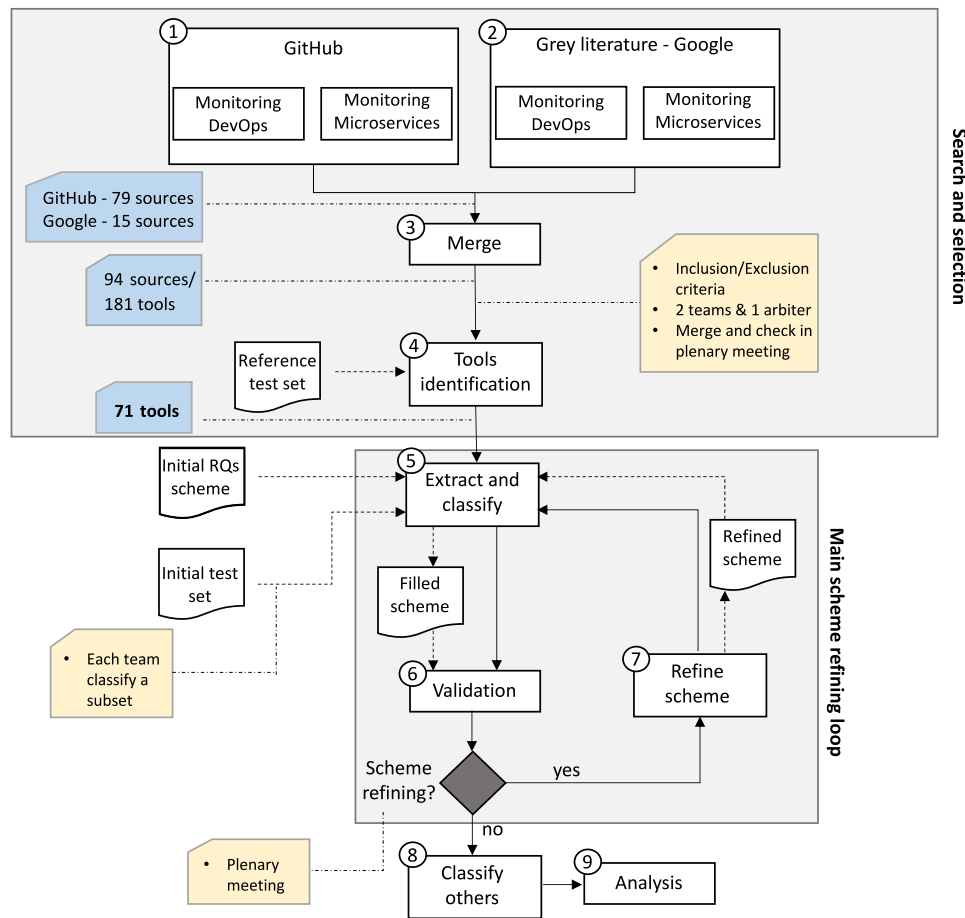 1
GitHub
Monitoring
DevOps
Monitoring
Microservices
2
Grey literature - Google
Monitoring
DevOps
Monitoring
Microservices
Search and selection
GitHub - 79 sources
Google - 15 sources
3
Merge
94 sources/
181 tools
• Inclusion/Exclusion
criteria
• 2 teams & 1 arbiter
• Merge and check in
plenary meeting
Reference
test set
4
Tools
identification
71 tools
Initial RQs
scheme
5
Extract and
classify
Refined
scheme
Main scheme refining loop
Initial test
set
Filled
scheme
• Each team
classify a
subset
6
Validation
7
Refine
scheme
Scheme
refining?
yes
no
• Plenary
meeting
8
Classify
others
9
Analysis